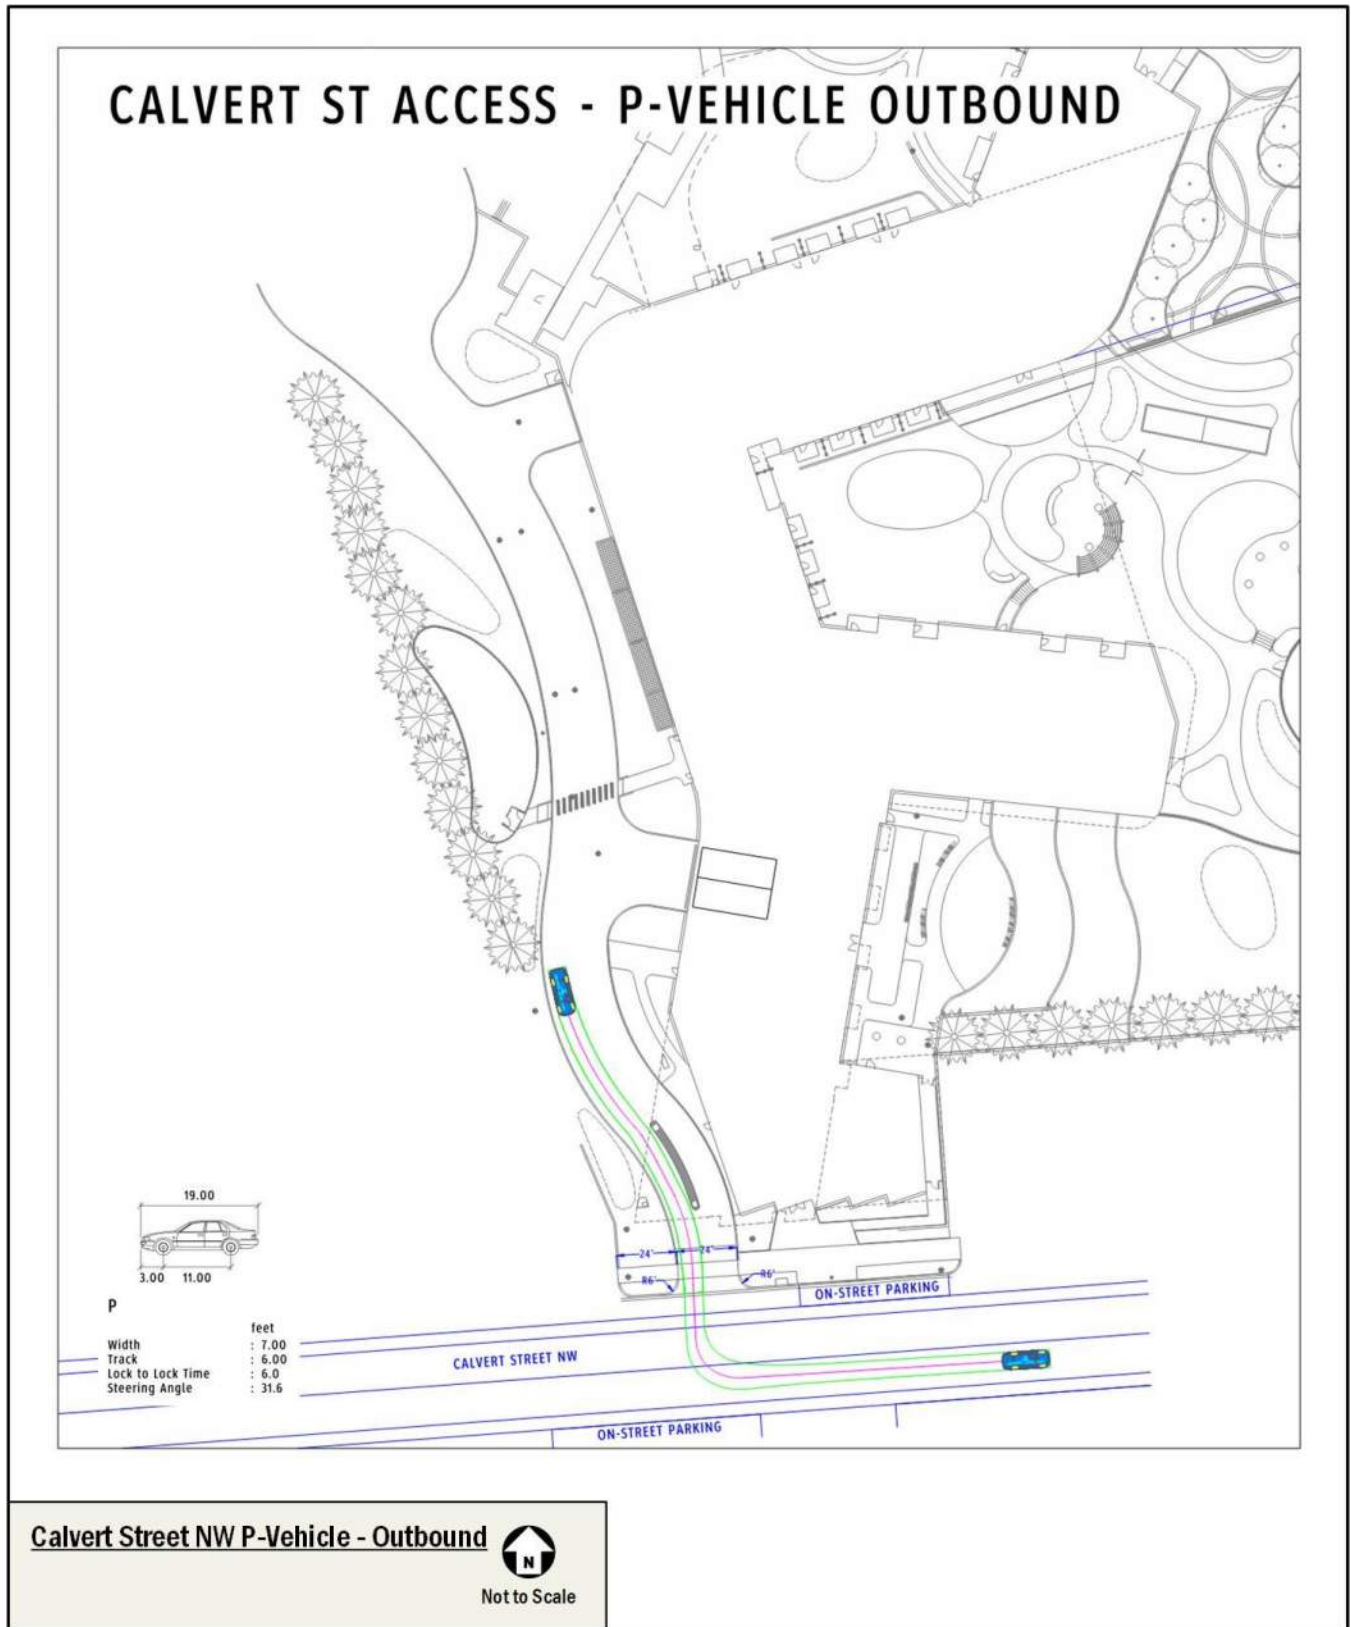 CALVERT ST ACCESS - P-VEHICLE OUTBOUND
19.00
3.00 11.00
P
feet
Width : 7.00
Track : 6.00
Lock to Lock Time : 6.0
Steering Angle : 31.6
24' 24'
R6' R6'
ON-STREET PARKING
CALVERT STREET NW
ON-STREET PARKING
Calvert Street NW P-Vehicle - Outbound
N
Not to Scale